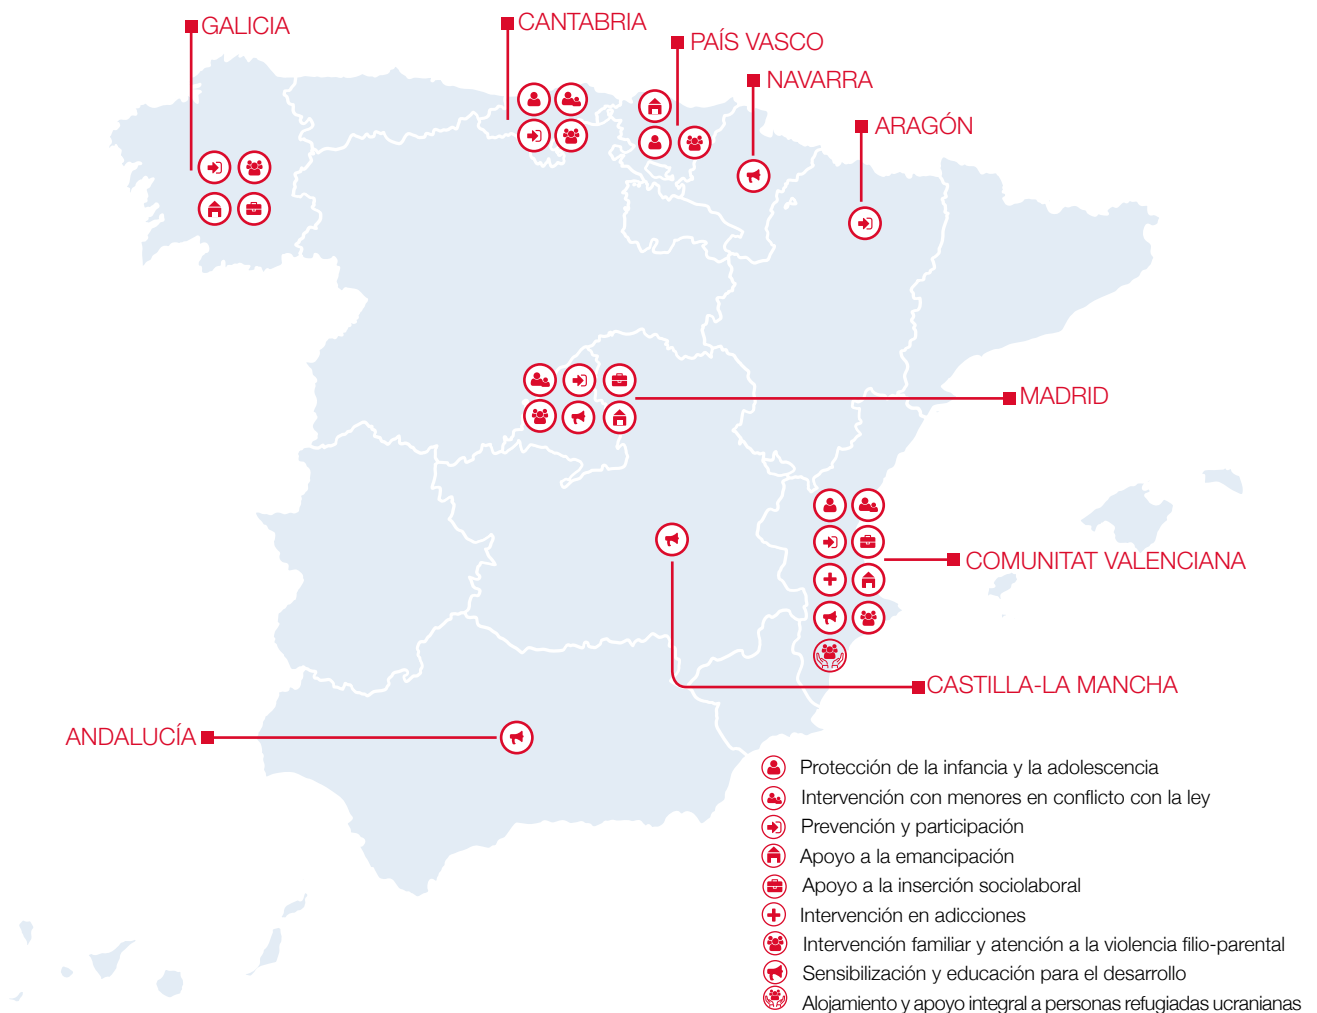 GALICIA
CANTABRIA
PAÍS VASCO
NAVARRA
ARAGÓN
MADRID
COMUNITAT VALENCIANA
CASTILLA-LA MANCHA
ANDALUCÍA
Protección de la infancia y la adolescencia
Intervención con menores en conflicto con la ley
Prevención y participación
Apoyo a la emancipación
Apoyo a la inserción sociolaboral
Intervención en adicciones
Intervención familiar y atención a la violencia filio-parental
Sensibilización y educación para el desarrollo
Alojamiento y apoyo integral a personas refugiadas ucranianas